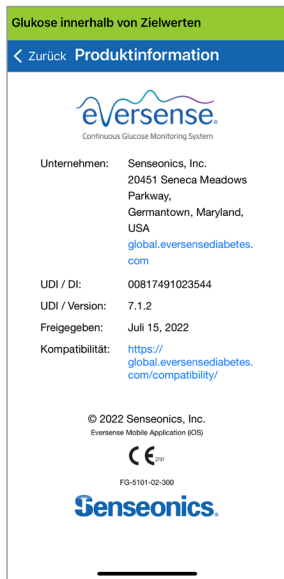 Glukose innerhalb von Zielwerten
Zurück Produktinformation
eversense®
Continuous Glucose Monitoring System
Unternehmen: Senseonics, Inc.
20451 Seneca Meadows
Parkway,
Germantown, Maryland,
USA
global.eversensediabetes.
com
UDI / DI: 00817491023544
UDI / Version: 7.1.2
Freigegeben: Juli 15, 2022
Kompatibilität: https://
global.eversensediabetes.
com/compatibility/
© 2022 Senseonics, Inc.
Eversense Mobile Application (iOS)
CE 2797
FG-5101-02-300
Senseonics®